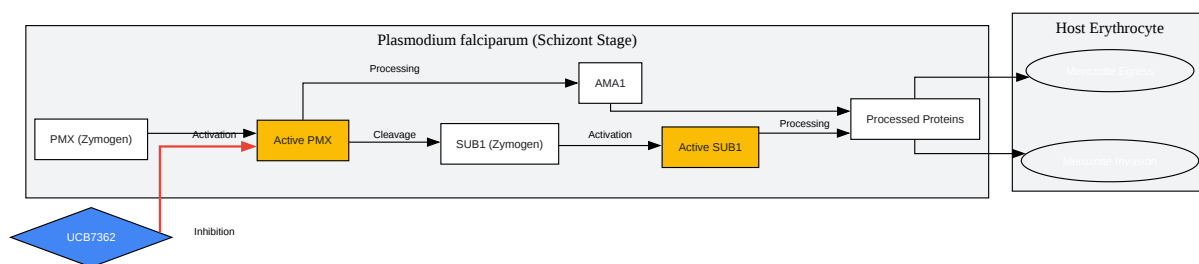 Plasmodium falciparum (Schizont Stage)
Host Erythrocyte
Processing
AMA1
Merozoite Egress
PMX (Zymogen)
Activation
Active PMX
Cleavage
SUB1 (Zymogen)
Activation
Active SUB1
Processing
Processed Proteins
Merozoite Invasion
UCB7362
Inhibition